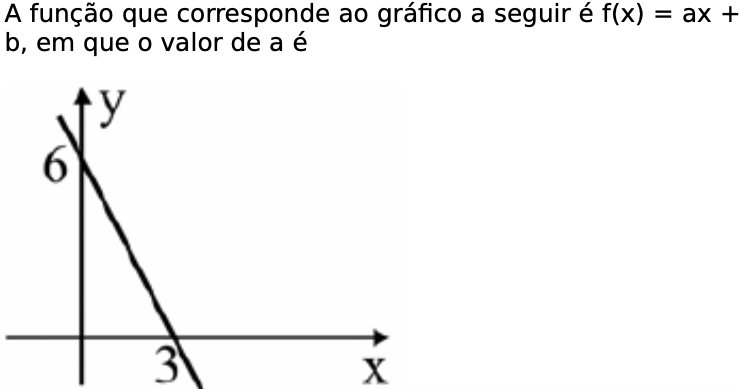 A função que corresponde ao gráfico a seguir é f(x) = ax +
b, em que o valor de a é
y
6
3
x